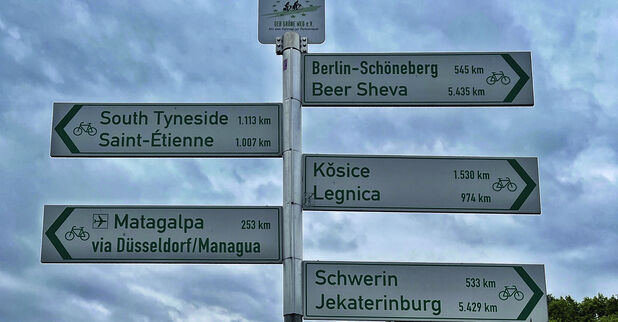 DER GRÜNE WEG e.V.
Berlin-Schöneberg 545 km
Beer Sheva 5.435 km
South Tyneside 1.113 km
Saint-Étienne 1.007 km
Kŏsice 1.530 km
Legnica 974 km
Matagalpa 253 km
via Düsseldorf/Managua
Schwerin 533 km
Jekaterinburg 5.429 km